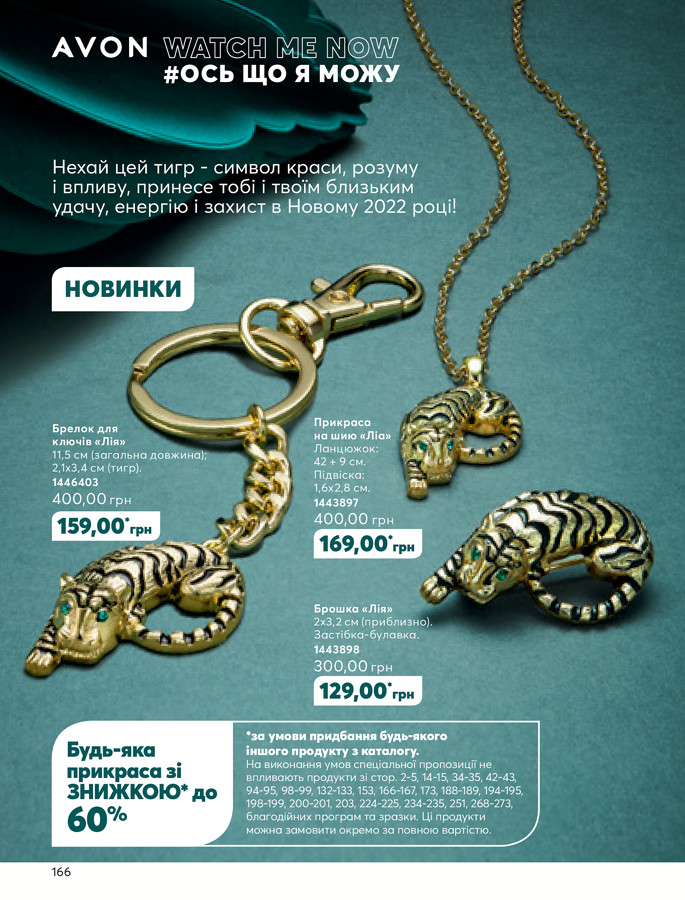 AVON WATCH ME NOW
#ОСЬ ЩО Я МОЖУ
Нехай цей тигр - символ краси, розуму
і впливу, принесе тобі і твоїм близьким
удачу, енергію і захист в Новому 2022 році!
НОВИНКИ
Брелок для
ключів «Лія»
11,5 см (загальна довжина);
2,1х3,4 см (тигр).
1446403
400,00 грн
159,00* грн
Прикраса
на шию «Ліа»
Ланцюжок:
42 + 9 см.
Підвіска:
1,6х2,8 см.
1443897
400,00 грн
169,00* грн
Брошка «Лія»
2х3,2 см (приблизно).
Застібка-булавка.
1443898
300,00 грн
129,00* грн
Будь-яка
прикраса зі
ЗНИЖКОЮ* до
60%
*за умови придбання будь-якого
іншого продукту з каталогу.
На виконання умов спеціальної пропозиції не
впливають продукти зі стор. 2-5, 14-15, 34-35, 42-43,
94-95, 98-99, 132-133, 153, 166-167, 173, 188-189, 194-195,
198-199, 200-201, 203, 224-225, 234-235, 251, 268-273,
благодійних програм та зразки. Ці продукти
можна замовити окремо за повною вартістю.
166